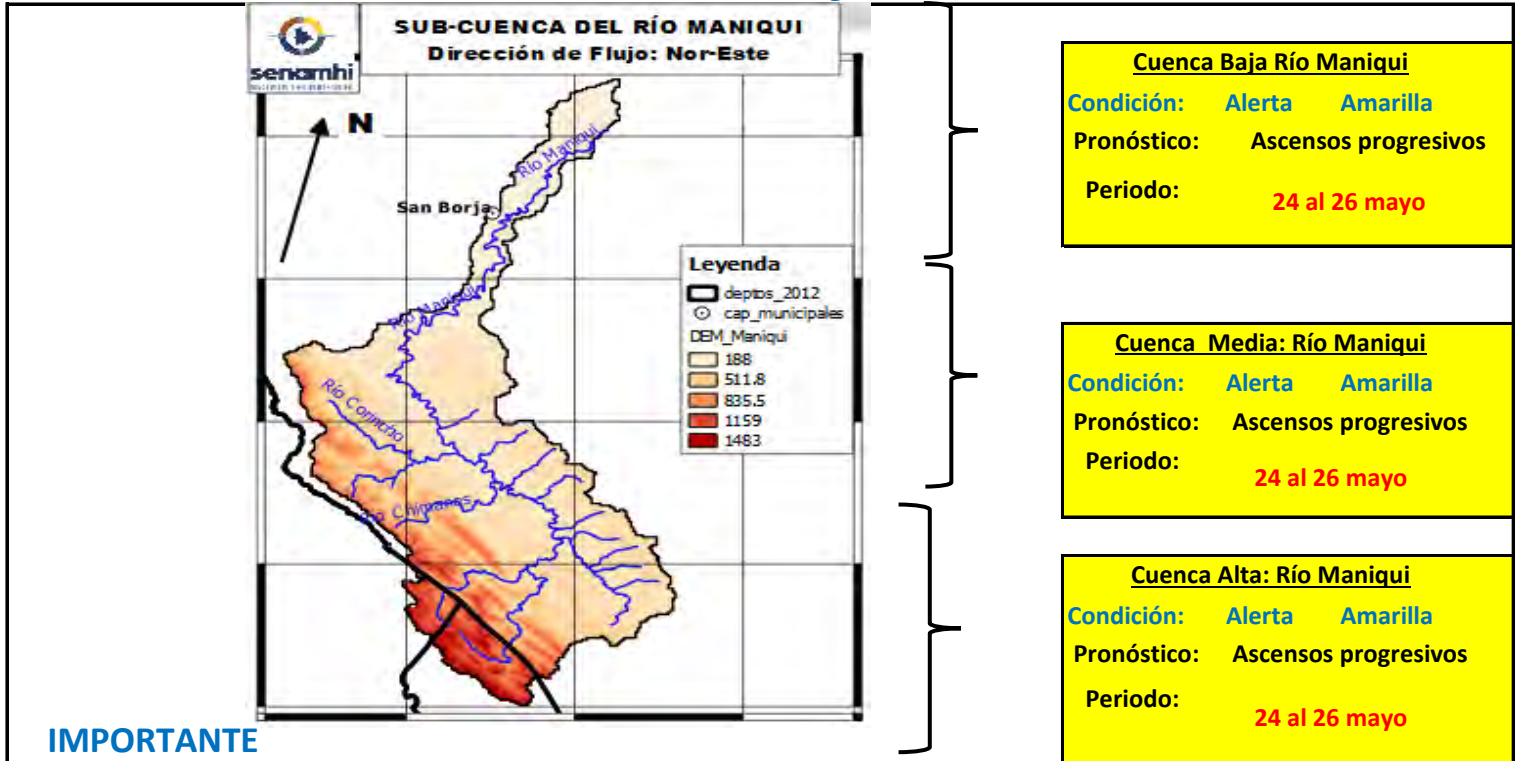 SUB-CUENCA DEL RÍO MANIQUI
Dirección de Flujo: Nor-Este
senamhi
N
Río Maniqui
San Borja
Río Maniqui
Río Corincho
Río Chimanes
Leyenda
deptos_2012
cap_municipales
DEM_Maniqui
188
511.8
835.5
1159
1483
Cuenca Baja Río Maniqui
Condición: Alerta Amarilla
Pronóstico: Ascensos progresivos
Periodo: 24 al 26 mayo
Cuenca Media: Río Maniqui
Condición: Alerta Amarilla
Pronóstico: Ascensos progresivos
Periodo: 24 al 26 mayo
Cuenca Alta: Río Maniqui
Condición: Alerta Amarilla
Pronóstico: Ascensos progresivos
Periodo: 24 al 26 mayo
IMPORTANTE